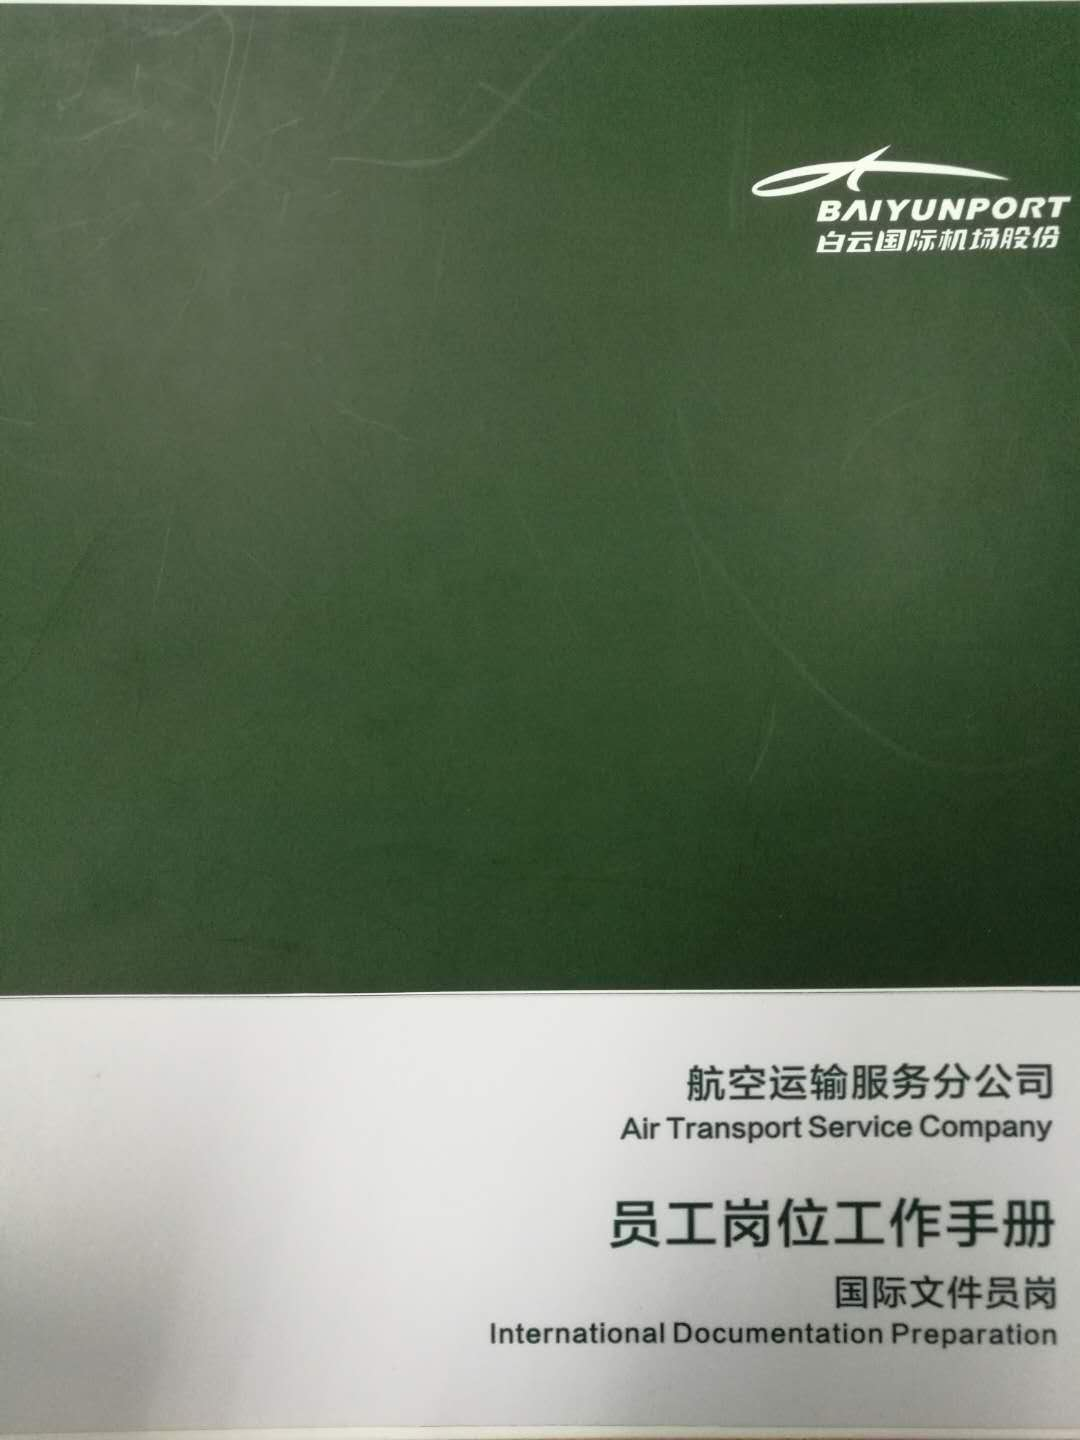 BAIYUNPORT
白云国际机场股份
航空运输服务分公司
Air Transport Service Company
员工岗位工作手册
国际文件员岗
International Documentation Preparation